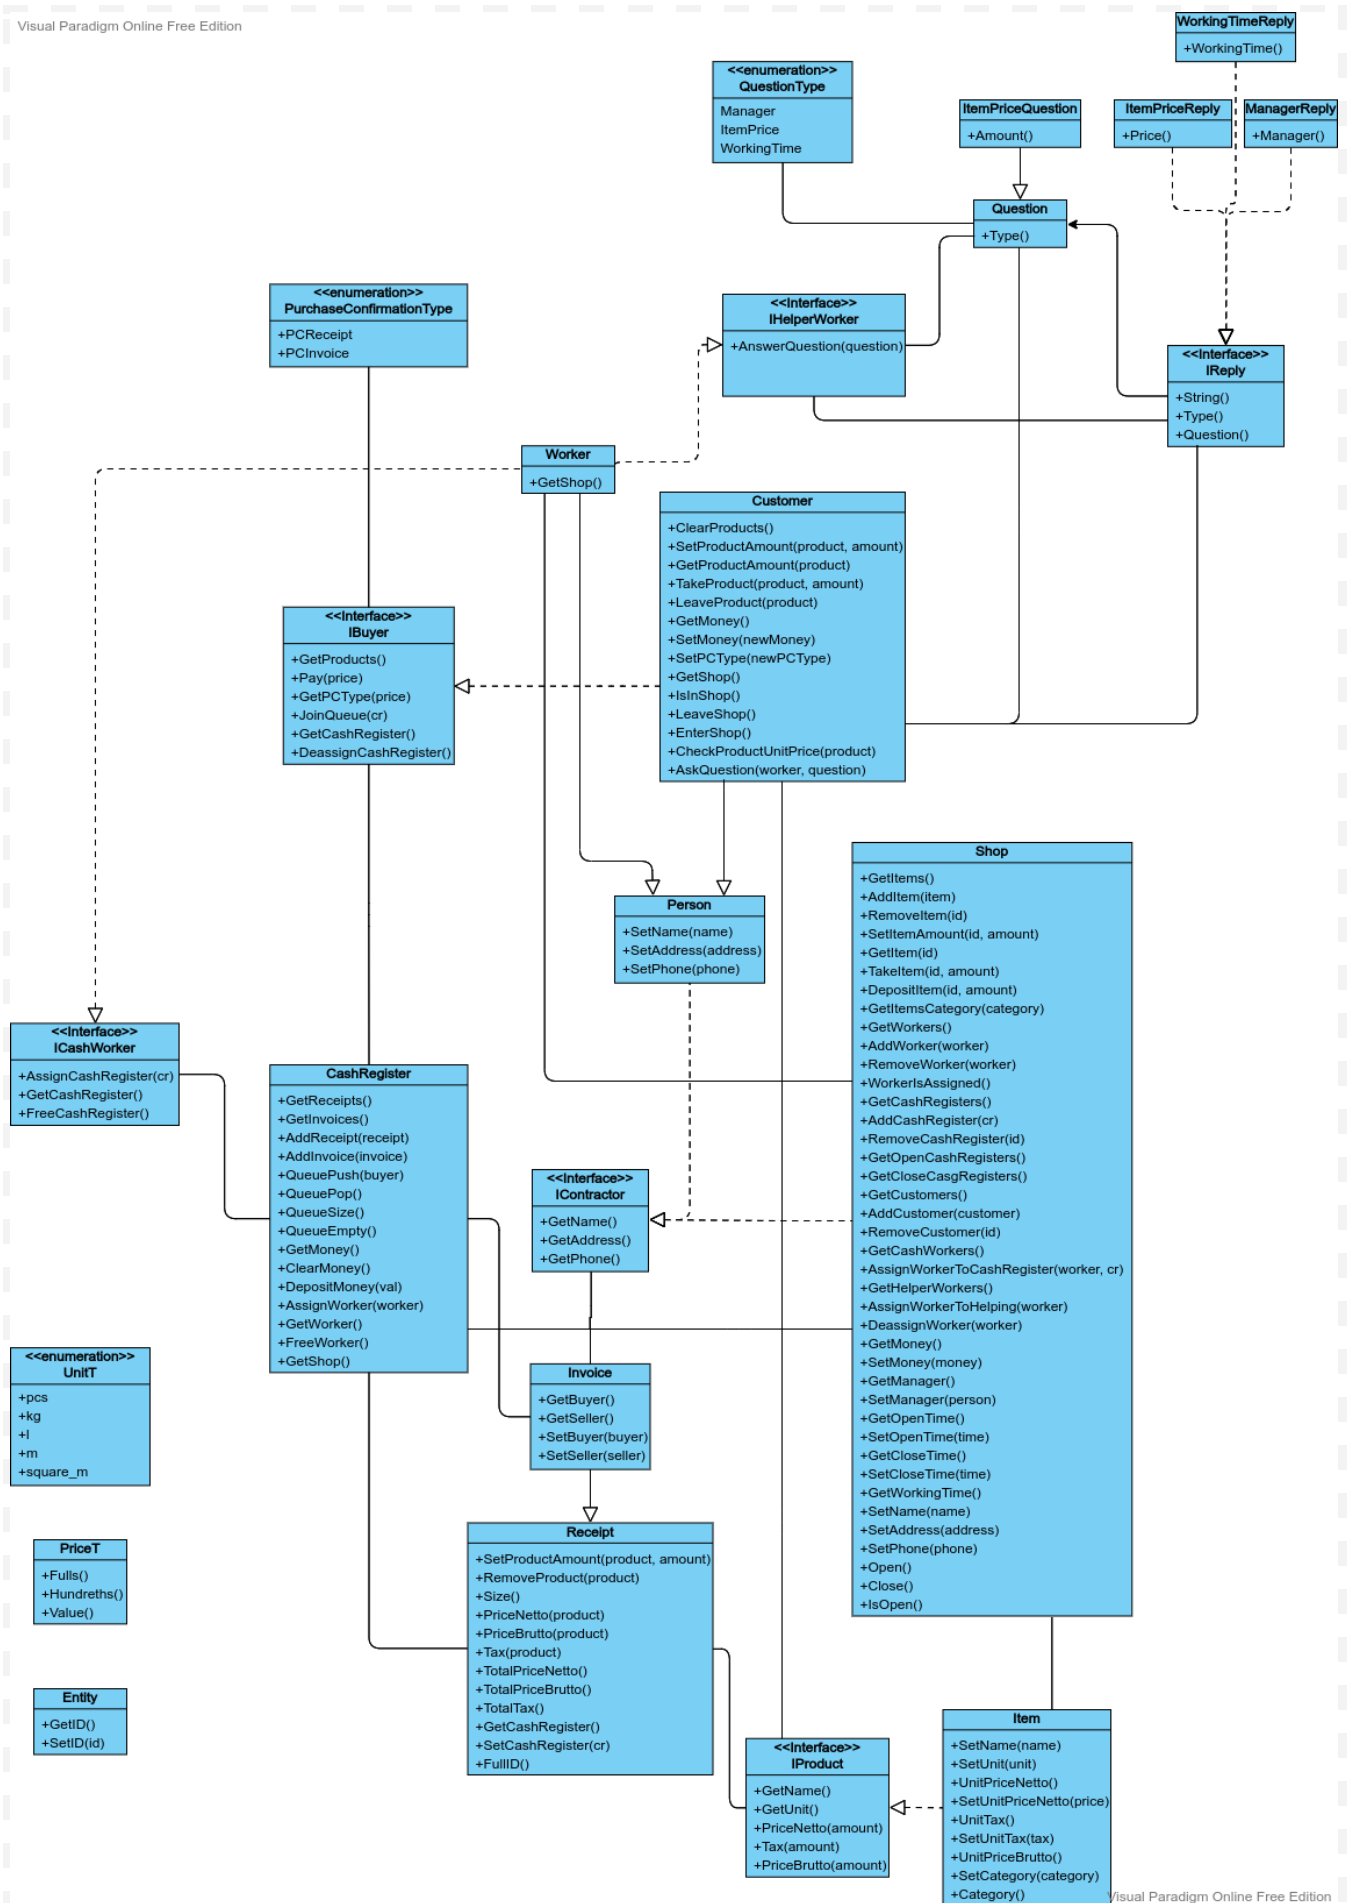 Visual Paradigm Online Free Edition
WorkingTimeReply
+WorkingTime()
<<enumeration>>
QuestionType
Manager
ItemPrice
WorkingTime
ItemPriceQuestion
+Amount()
ItemPriceReply
+Price()
ManagerReply
+Manager()
Question
+Type()
<<enumeration>>
PurchaseConfirmationType
+PCReceipt
+PCInvoice
<<Interface>>
IHelperWorker
+AnswerQuestion(question)
<<Interface>>
IReply
+String()
+Type()
+Question()
Worker
+GetShop()
Customer
+ClearProducts()
+SetProductAmount(product, amount)
+GetProductAmount(product)
+TakeProduct(product, amount)
+LeaveProduct(product)
+GetMoney()
+SetMoney(newMoney)
+SetPCType(newPCType)
+GetShop()
+IsInShop()
+LeaveShop()
+EnterShop()
+CheckProductUnitPrice(product)
+AskQuestion(worker, question)
<<Interface>>
IBuyer
+GetProducts()
+Pay(price)
+GetPCType(price)
+JoinQueue(cr)
+GetCashRegister()
+DeassignCashRegister()
Shop
+GetItems()
+AddItem(item)
+RemoveItem(id)
+SetItemAmount(id, amount)
+GetItem(id)
+TakeItem(id, amount)
+DepositItem(id, amount)
+GetItemsCategory(category)
+GetWorkers()
+AddWorker(worker)
+RemoveWorker(worker)
+WorkerIsAssigned()
+GetCashRegisters()
+AddCashRegister(cr)
+RemoveCashRegister(id)
+GetOpenCashRegisters()
+GetCloseCasgRegisters()
+GetCustomers()
+AddCustomer(customer)
+RemoveCustomer(id)
+GetCashWorkers()
+AssignWorkerToCashRegister(worker, cr)
+GetHelperWorkers()
+AssignWorkerToHelping(worker)
+DeassignWorker(worker)
+GetMoney()
+SetMoney(money)
+GetManager()
+SetManager(person)
+GetOpenTime()
+SetOpenTime(time)
+GetCloseTime()
+SetCloseTime(time)
+GetWorkingTime()
+SetName(name)
+SetAddress(address)
+SetPhone(phone)
+Open()
+Close()
+IsOpen()
Person
+SetName(name)
+SetAddress(address)
+SetPhone(phone)
<<Interface>>
ICashWorker
+AssignCashRegister(cr)
+GetCashRegister()
+FreeCashRegister()
CashRegister
+GetReceipts()
+GetInvoices()
+AddReceipt(receipt)
+AddInvoice(invoice)
+QueuePush(buyer)
+QueuePop()
+QueueSize()
+QueueEmpty()
+GetMoney()
+ClearMoney()
+DepositMoney(val)
+AssignWorker(worker)
+GetWorker()
+FreeWorker()
+GetShop()
<<Interface>>
IContractor
+GetName()
+GetAddress()
+GetPhone()
<<enumeration>>
UnitT
+pcs
+kg
+l
+m
+square_m
Invoice
+GetBuyer()
+GetSeller()
+SetBuyer(buyer)
+SetSeller(seller)
Receipt
+SetProductAmount(product, amount)
+RemoveProduct(product)
+Size()
+PriceNetto(product)
+PriceBrutto(product)
+Tax(product)
+TotalPriceNetto()
+TotalPriceBrutto()
+TotalTax()
+GetCashRegister()
+SetCashRegister(cr)
+FullID()
PriceT
+Fulls()
+Hundreths()
+Value()
Entity
+GetID()
+SetID(id)
<<Interface>>
IProduct
+GetName()
+GetUnit()
+PriceNetto(amount)
+Tax(amount)
+PriceBrutto(amount)
Item
+SetName(name)
+SetUnit(unit)
+UnitPriceNetto()
+SetUnitPriceNetto(price)
+UnitTax()
+SetUnitTax(tax)
+UnitPriceBrutto()
+SetCategory(category)
+Category()
Visual Paradigm Online Free Edition